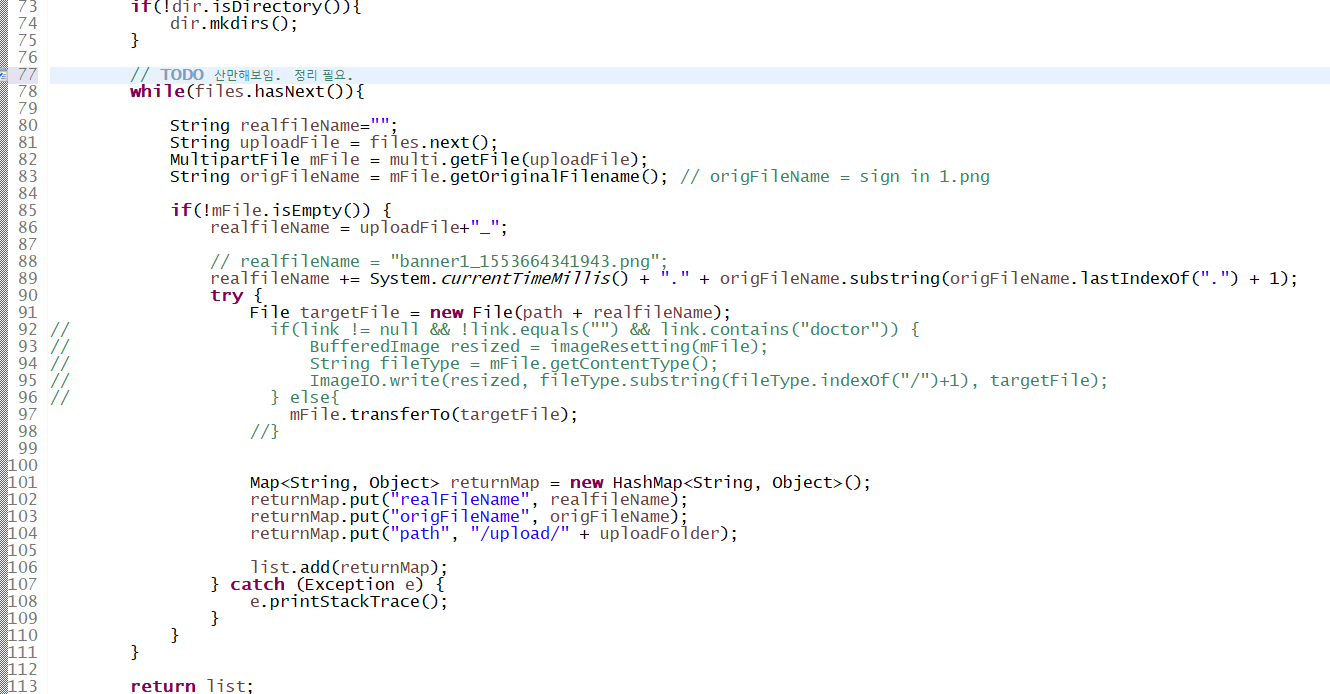 73 if(!dir.isDirectory()){
74 dir.mkdirs();
75 }
76
77 // TODO 산만해보임. 정리 필요.
78 while(files.hasNext()){
79
80 String realfileName="";
81 String uploadFile = files.next();
82 MultipartFile mFile = multi.getFile(uploadFile);
83 String origFileName = mFile.getOriginalFilename(); // origFileName = sign in 1.png
84
85 if(!mFile.isEmpty()) {
86 realfileName = uploadFile+"_";
87
88 // realfileName = "banner1_1553664341943.png";
89 realfileName += System.currentTimeMillis() + "." + origFileName.substring(origFileName.lastIndexOf(".") + 1);
90 try {
91 File targetFile = new File(path + realfileName);
92 // if(link != null && !link.equals("") && link.contains("doctor")) {
93 // BufferedImage resized = imageResetting(mFile);
94 // String fileType = mFile.getContentType();
95 // ImageIO.write(resized, fileType.substring(fileType.indexOf("/")+1), targetFile);
96 // } else{
97 mFile.transferTo(targetFile);
98 //}
99
100
101 Map<String, Object> returnMap = new HashMap<String, Object>();
102 returnMap.put("realFileName", realfileName);
103 returnMap.put("origFileName", origFileName);
104 returnMap.put("path", "/upload/" + uploadFolder);
105
106 list.add(returnMap);
107 } catch (Exception e) {
108 e.printStackTrace();
109 }
110 }
111 }
112
113 return list;